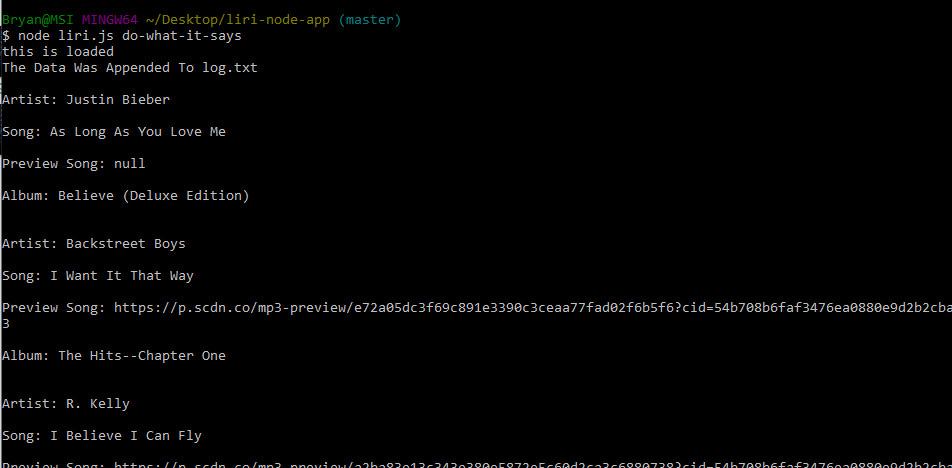 Bryan@MSI MINGW64 ~/Desktop/liri-node-app (master)
$ node liri.js do-what-it-says
this is loaded
The Data Was Appended To log.txt
Artist: Justin Bieber
Song: As Long As You Love Me
Preview Song: null
Album: Believe (Deluxe Edition)
Artist: Backstreet Boys
Song: I Want It That Way
Preview Song: https://p.scdn.co/mp3-preview/e72a05dc3f69c891e3390c3ceaa77fad02f6b5f6?cid=54b708b6faf3476ea0880e9d2b2cba
3
Album: The Hits--Chapter One
Artist: R. Kelly
Song: I Believe I Can Fly
Preview Song: